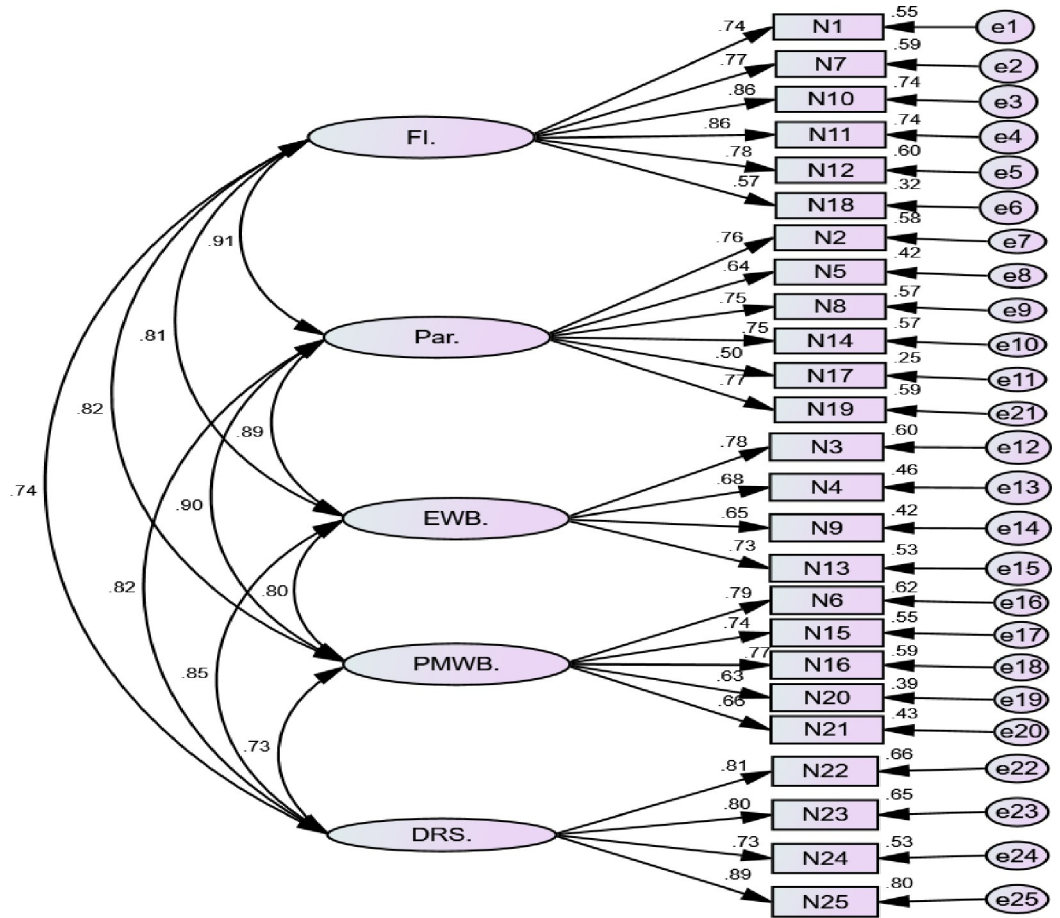 .74 N1 .55 e1
.77 N7 .59 e2
.86 N10 .74 e3
.86 N11 .74 e4
.78 N12 .60 e5
.57 N18 .32 e6
FI.
.76 N2 .58 e7
.64 N5 .42 e8
.75 N8 .57 e9
.75 N14 .57 e10
.50 N17 .25 e11
.77 N19 .59 e21
Par.
.91
.81
.82
.74
.89
.90
.82
.78 N3 .60 e12
.68 N4 .46 e13
.65 N9 .42 e14
.73 N13 .53 e15
EWB.
.80
.85
.79 N6 .62 e16
.74 N15 .55 e17
.77 N16 .59 e18
.63 N20 .39 e19
.66 N21 .43 e20
PMWB.
.73
.81 N22 .66 e22
.80 N23 .65 e23
.73 N24 .53 e24
.89 N25 .80 e25
DRS.